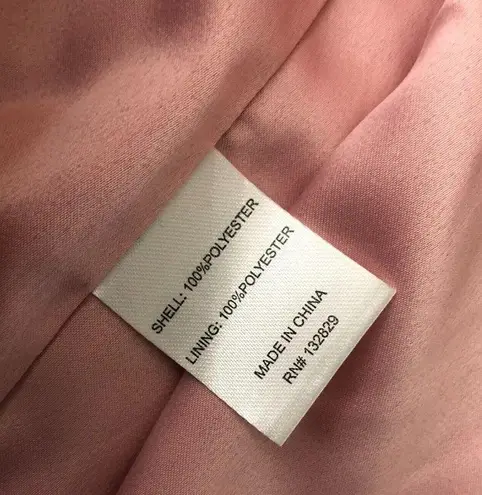 SHELL: 100%POLYESTER
LINING: 100%POLYESTER
MADE IN CHINA
RN# 132829